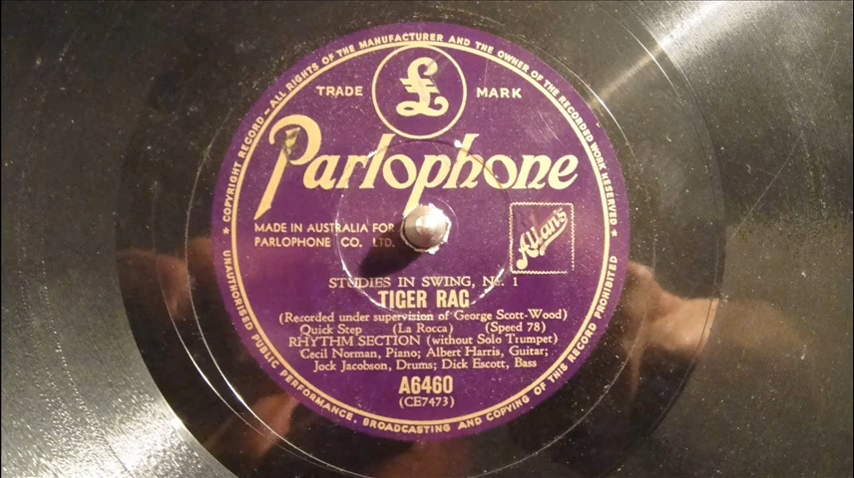 * COPYRIGHT RECORD – ALL RIGHTS OF THE MANUFACTURER AND THE OWNER OF THE RECORDED WORK RESERVED *
£
TRADE MARK
Parlophone
MADE IN AUSTRALIA FOR
PARLOPHONE CO. LTD.
Allan's
STUDIES IN SWING, No. 1
TIGER RAG
(Recorded under supervision of George Scott-Wood)
Quick Step (La Rocca) (Speed 78)
RHYTHM SECTION (without Solo Trumpet)
Cecil Norman, Piano; Albert Harris, Guitar;
Jock Jacobson, Drums; Dick Escott, Bass
A6460
(CE7473)
UNAUTHORISED PUBLIC PERFORMANCE, BROADCASTING AND COPYING OF THIS RECORD PROHIBITED